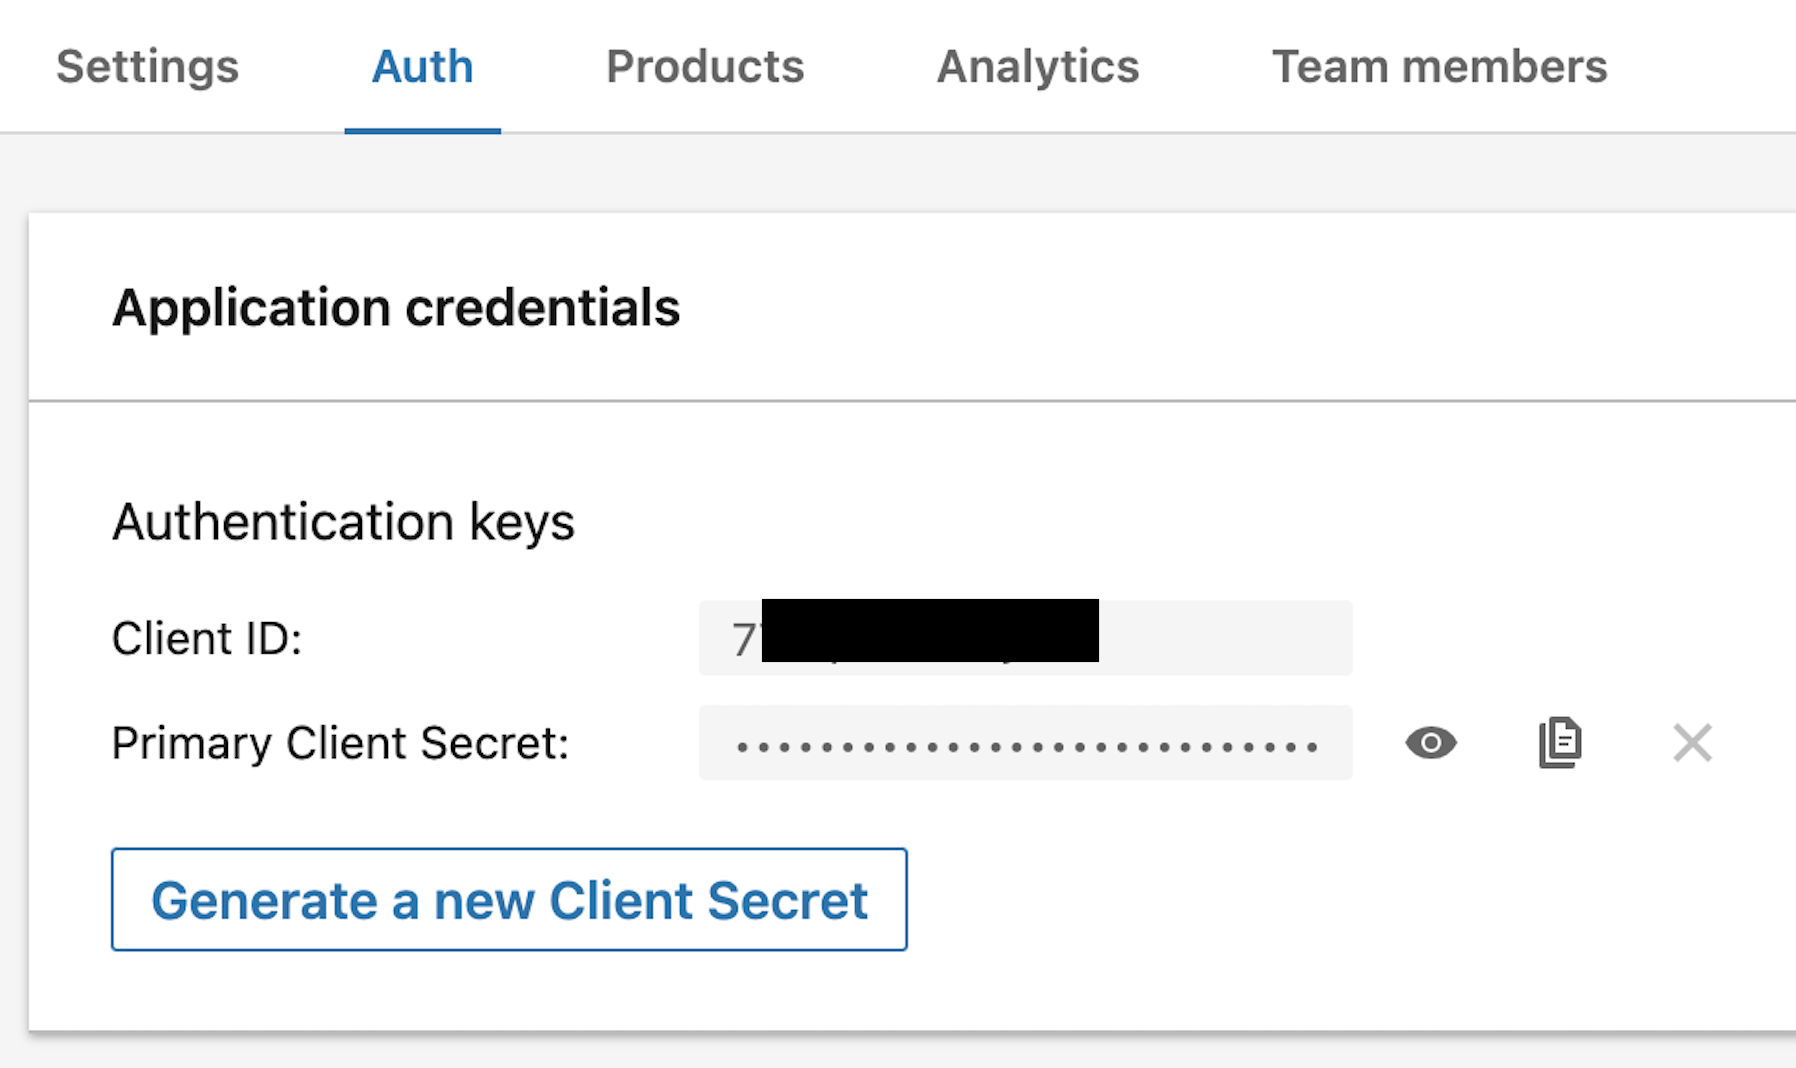 Settings Auth Products Analytics Team members
Application credentials
Authentication keys
Client ID: 7
Primary Client Secret: ••••••••••••••••••••••••••••
Generate a new Client Secret